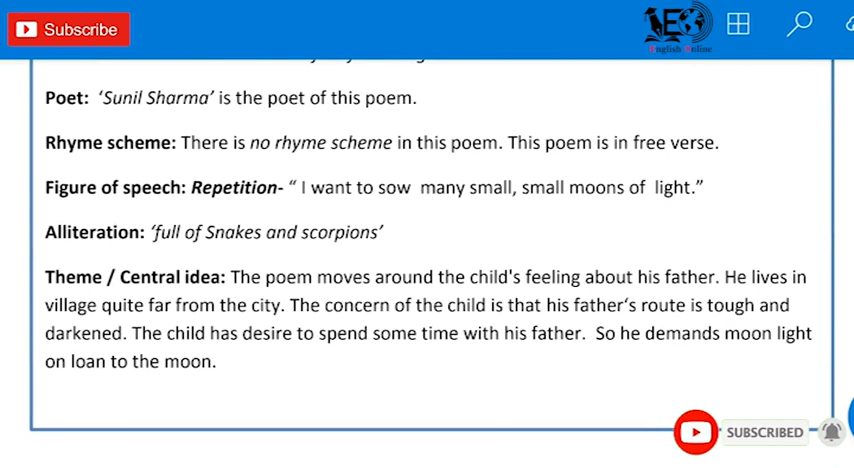 Subscribe
English Online
Poet: ‘Sunil Sharma’ is the poet of this poem.
Rhyme scheme: There is no rhyme scheme in this poem. This poem is in free verse.
Figure of speech: Repetition- “ I want to sow many small, small moons of light.”
Alliteration: ‘full of Snakes and scorpions’
Theme / Central idea: The poem moves around the child's feeling about his father. He lives in
village quite far from the city. The concern of the child is that his father‘s route is tough and
darkened. The child has desire to spend some time with his father. So he demands moon light
on loan to the moon.
SUBSCRIBED